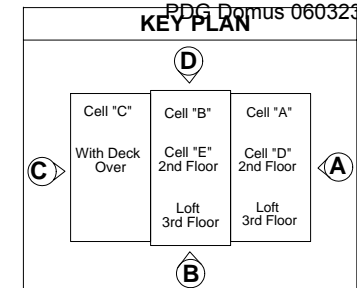 PDG Domus 060323
KEY PLAN
D
Cell "C"
Cell "B"
Cell "A"
With Deck
Over
Cell "E"
2nd Floor
Cell "D"
2nd Floor
C
A
Loft
3rd Floor
Loft
3rd Floor
B